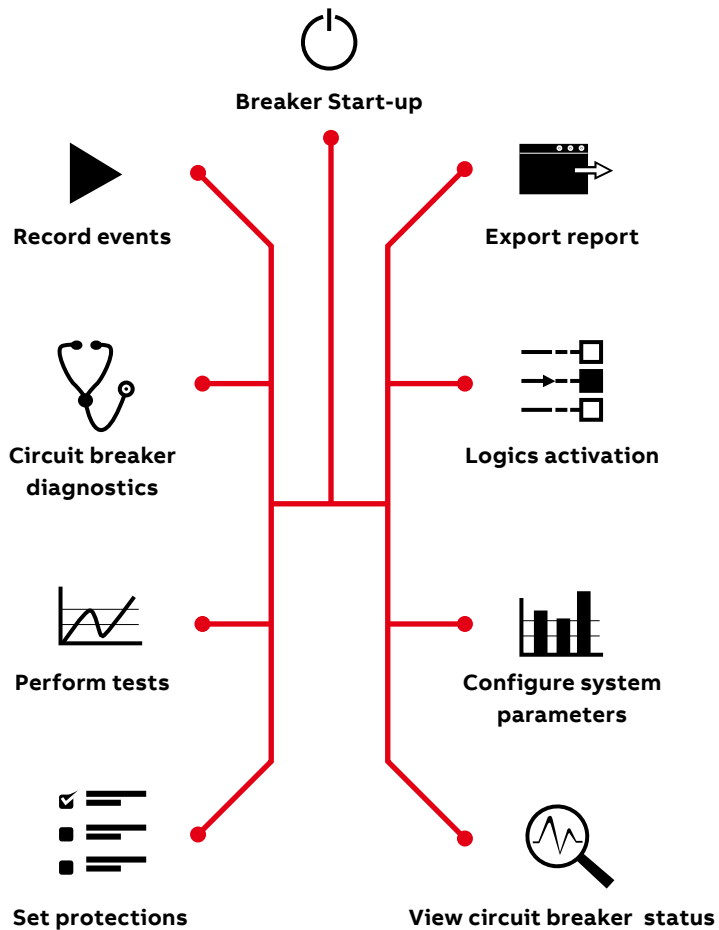 Breaker Start-up
Record events
Export report
Circuit breaker
diagnostics
Logics activation
Perform tests
Configure system
parameters
Set protections
View circuit breaker status